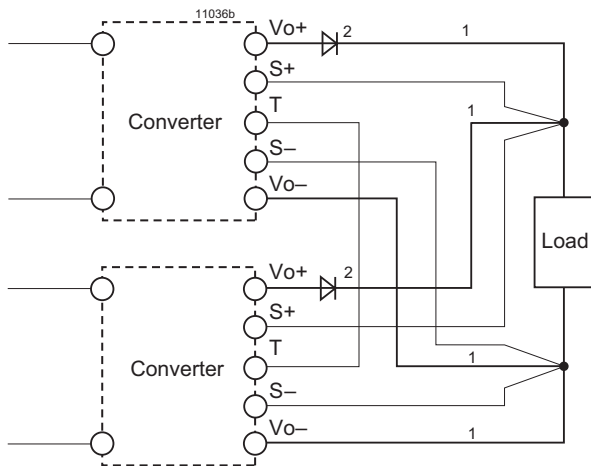 11036b
Vo+
2
1
S+
T
1
Converter
S–
Vo–
Load
Vo+
2
S+
T
Converter
1
S–
Vo–
1